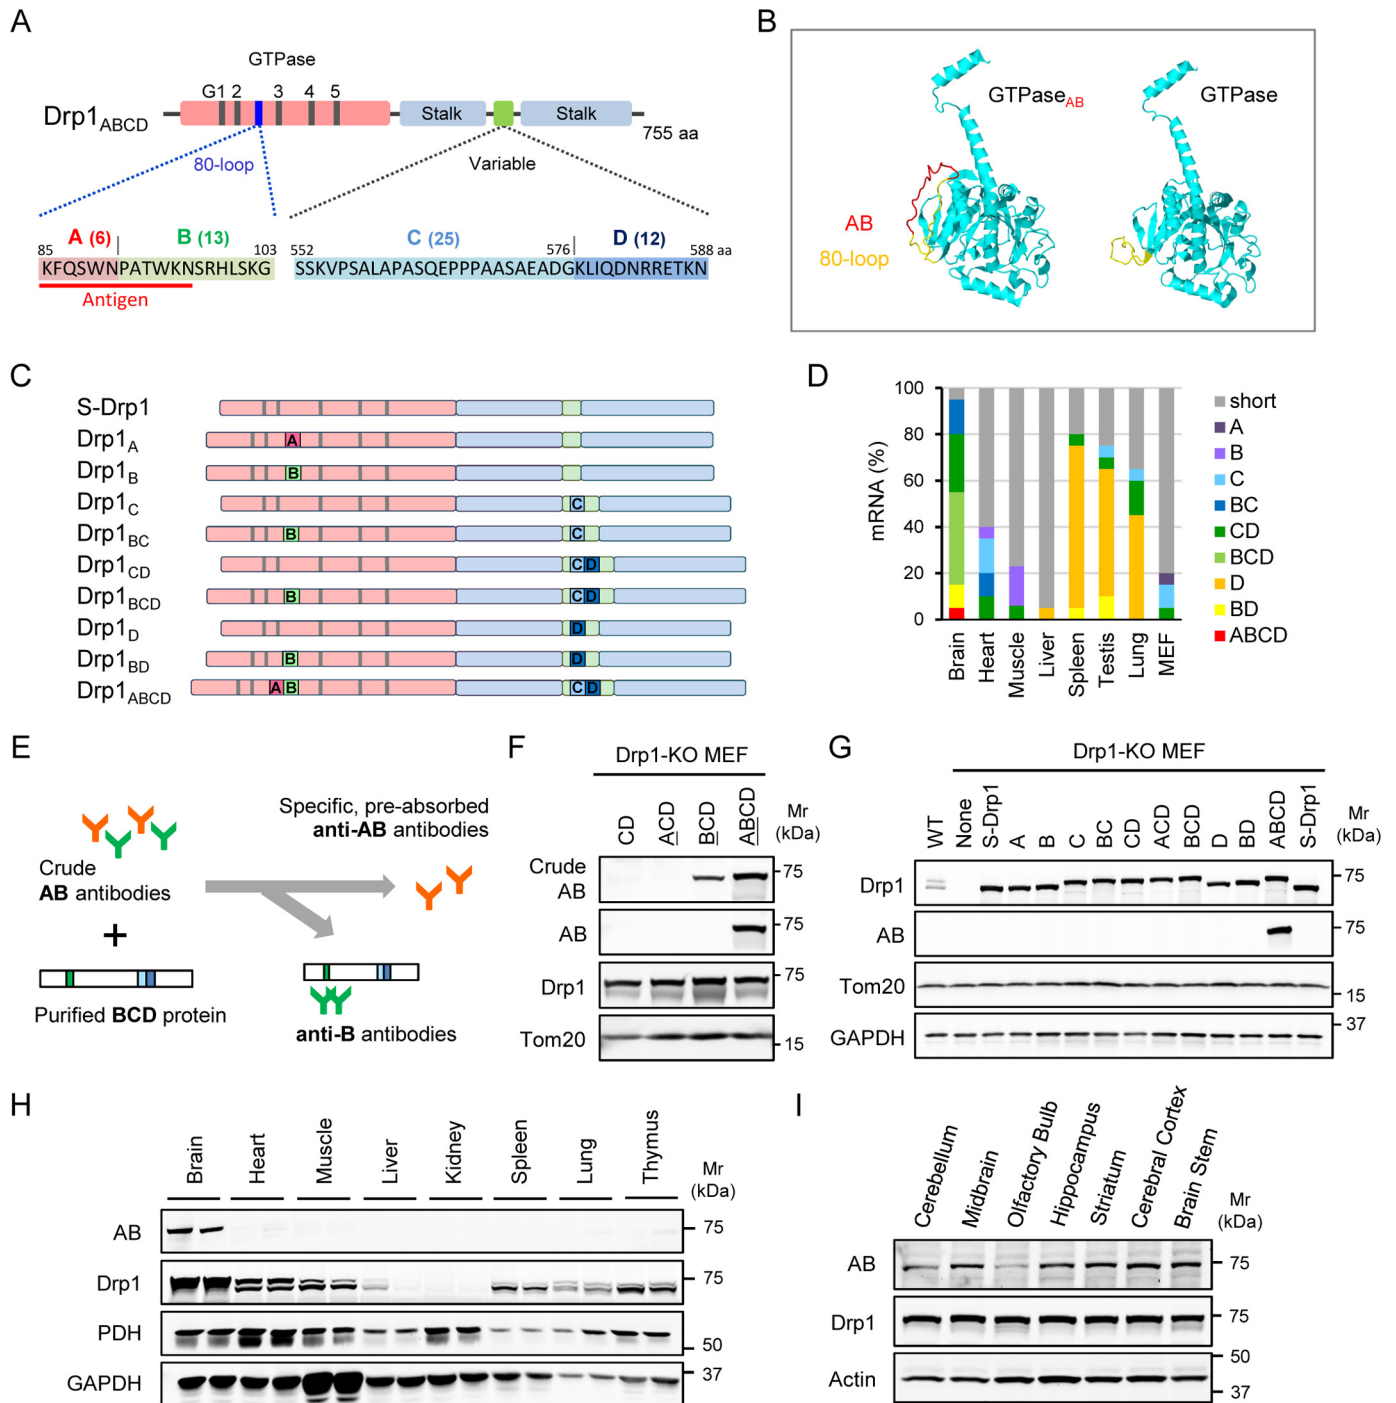 A
GTPase
G1 2 3 4 5
Drp1ABCD
Stalk
Stalk
755 aa
80-loop
Variable
A (6)
B (13)
C (25)
D (12)
85
103
552
576
588 aa
KFQSWNPATWKNSRHLSKG
SSKVPSALAPASQEPPPAASAEADGKLIQDNRRETKN
Antigen
B
GTPaseAB
GTPase
AB
80-loop
C
S-Drp1
Drp1A
A
Drp1B
B
Drp1C
C
Drp1BC
B C
Drp1CD
C D
Drp1BCD
B C D
Drp1D
D
Drp1BD
B D
Drp1ABCD
A B C D
D
mRNA (%)
100
80
60
40
20
0
Brain
Heart
Muscle
Liver
Spleen
Testis
Lung
MEF
short
A
B
C
BC
CD
BCD
D
BD
ABCD
E
Crude
AB antibodies
+
Purified BCD protein
Specific, pre-absorbed
anti-AB antibodies
anti-B antibodies
F
Drp1-KO MEF
CD
ACD
BCD
ABCD
Mr
(kDa)
Crude
AB
75
AB
75
Drp1
75
Tom20
15
G
Drp1-KO MEF
WT
None
S-Drp1
A
B
C
BC
CD
ACD
BCD
D
BD
ABCD
S-Drp1
Mr
(kDa)
Drp1
75
AB
75
Tom20
15
GAPDH
37
H
Brain
Heart
Muscle
Liver
Kidney
Spleen
Lung
Thymus
Mr
(kDa)
AB
75
Drp1
75
PDH
50
GAPDH
37
I
Cerebellum
Midbrain
Olfactory Bulb
Hippocampus
Striatum
Cerebral Cortex
Brain Stem
Mr
(kDa)
AB
75
Drp1
75
50
Actin
37